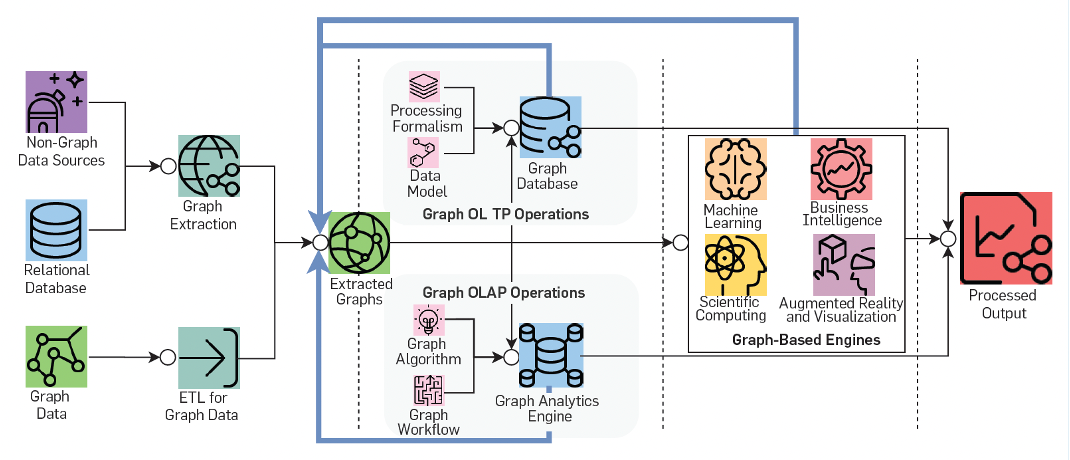 Non-Graph
Data Sources
Relational
Database
Graph
Data
Graph
Extraction
ETL for
Graph Data
Extracted
Graphs
Processing
Formalism
Data
Model
Graph
Database
Graph OL TP Operations
Graph OLAP Operations
Graph
Algorithm
Graph
Workflow
Graph Analytics
Engine
Machine
Learning
Business
Intelligence
Scientific
Computing
Augmented Reality
and Visualization
Graph-Based Engines
Processed
Output